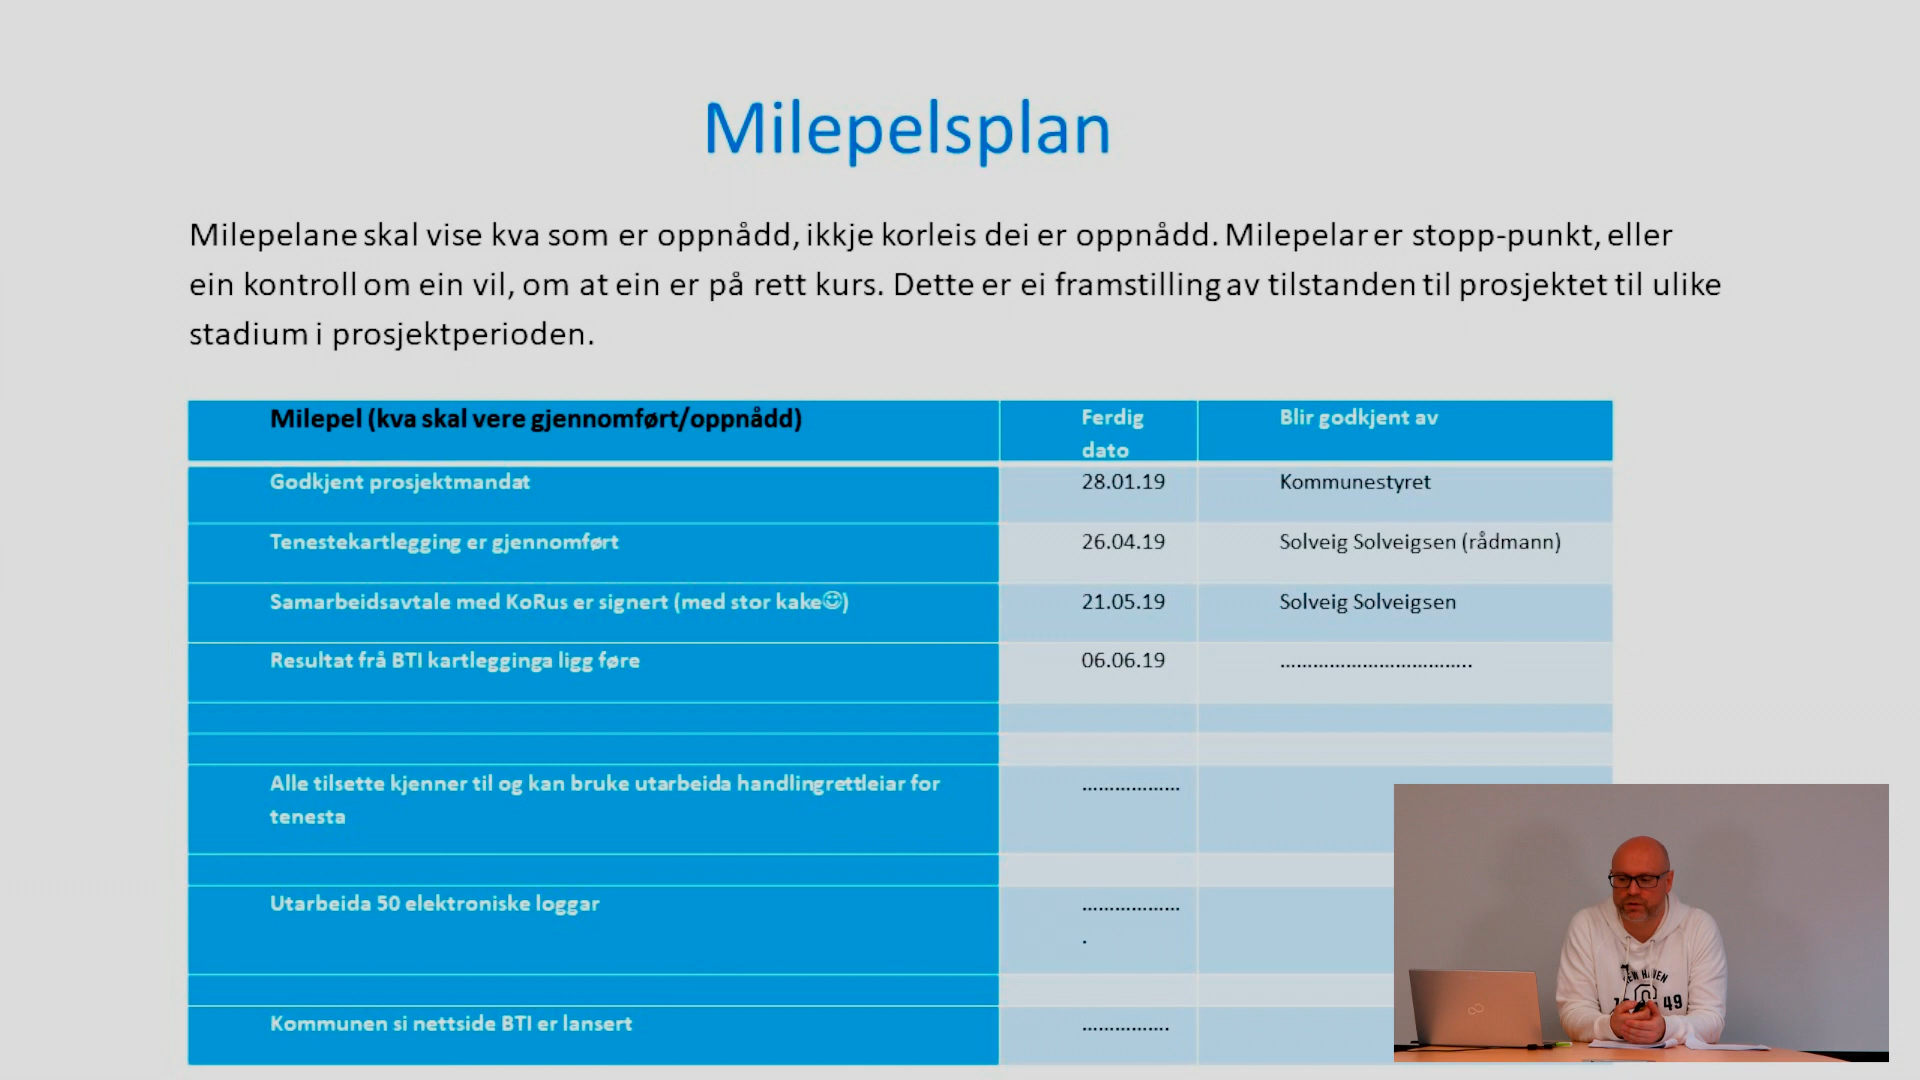 Milepelsplan
Milepelane skal vise kva som er oppnådd, ikkje korleis dei er oppnådd. Milepelar er stopp-punkt, eller
ein kontroll om ein vil, om at ein er på rett kurs. Dette er ei framstilling av tilstanden til prosjektet til ulike
stadium i prosjektperioden.
Milepel (kva skal vere gjennomført/oppnådd) Ferdig dato Blir godkjent av
Godkjent prosjektmandat 28.01.19 Kommunestyret
Tenestekartlegging er gjennomført 26.04.19 Solveig Solveigsen (rådmann)
Samarbeidsavtale med KoRus er signert (med stor kake☺) 21.05.19 Solveig Solveigsen
Resultat frå BTI kartlegginga ligg føre 06.06.19 ……………………………..
Alle tilsette kjenner til og kan bruke utarbeida handlingrettleiar for ………………
tenesta
Utarbeida 50 elektroniske loggar ………………
.
Kommunen si nettside BTI er lansert …………….
49